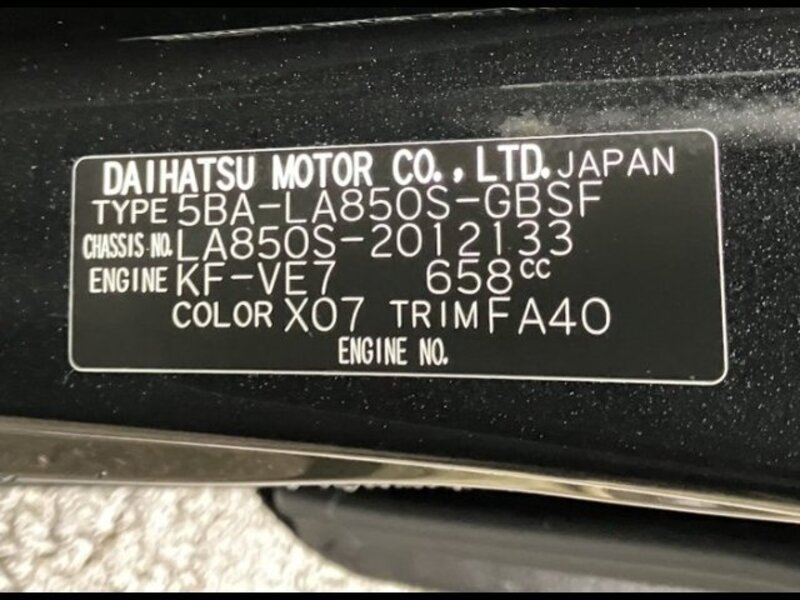 DAIHATSU MOTOR CO., LTD. JAPAN
TYPE 5BA-LA850S-GBSF
CHASSIS NO. LA850S-2012133
ENGINE KF-VE7 658CC
COLOR X07 TRIM FA40
ENGINE NO.